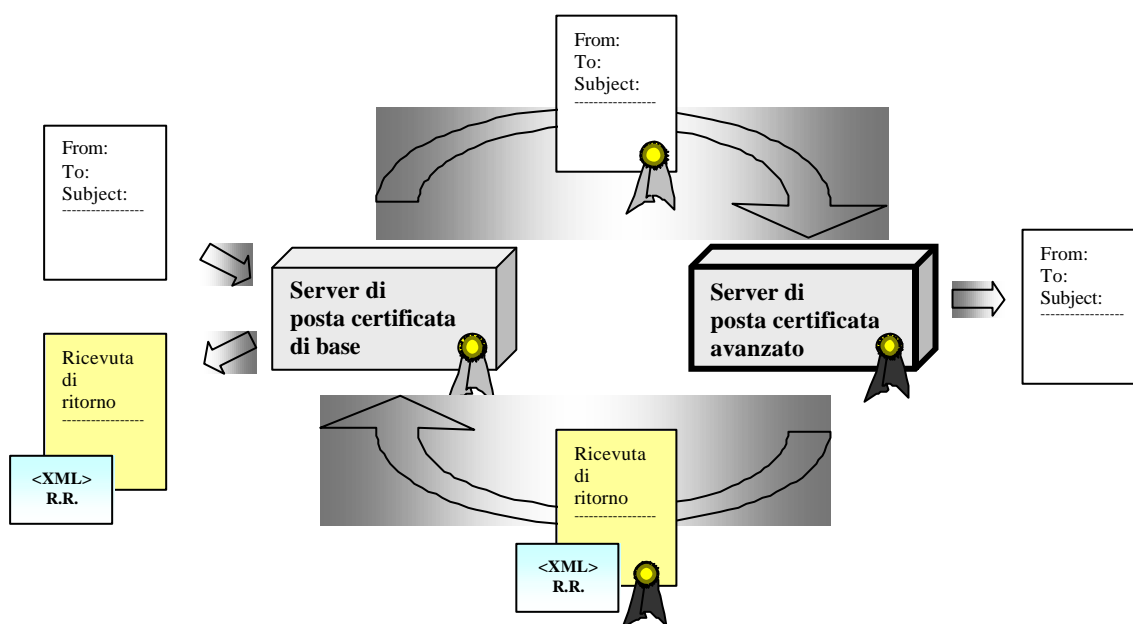 From:
To:
Subject:
-----------------
From:
To:
Subject:
-----------------
Server di
posta certificata
di base
Server di
posta certificata
avanzato
From:
To:
Subject:
-----------------
Ricevuta
di
ritorno
-----------------
<XML>
R.R.
Ricevuta
di
ritorno
-----------------
<XML>
R.R.